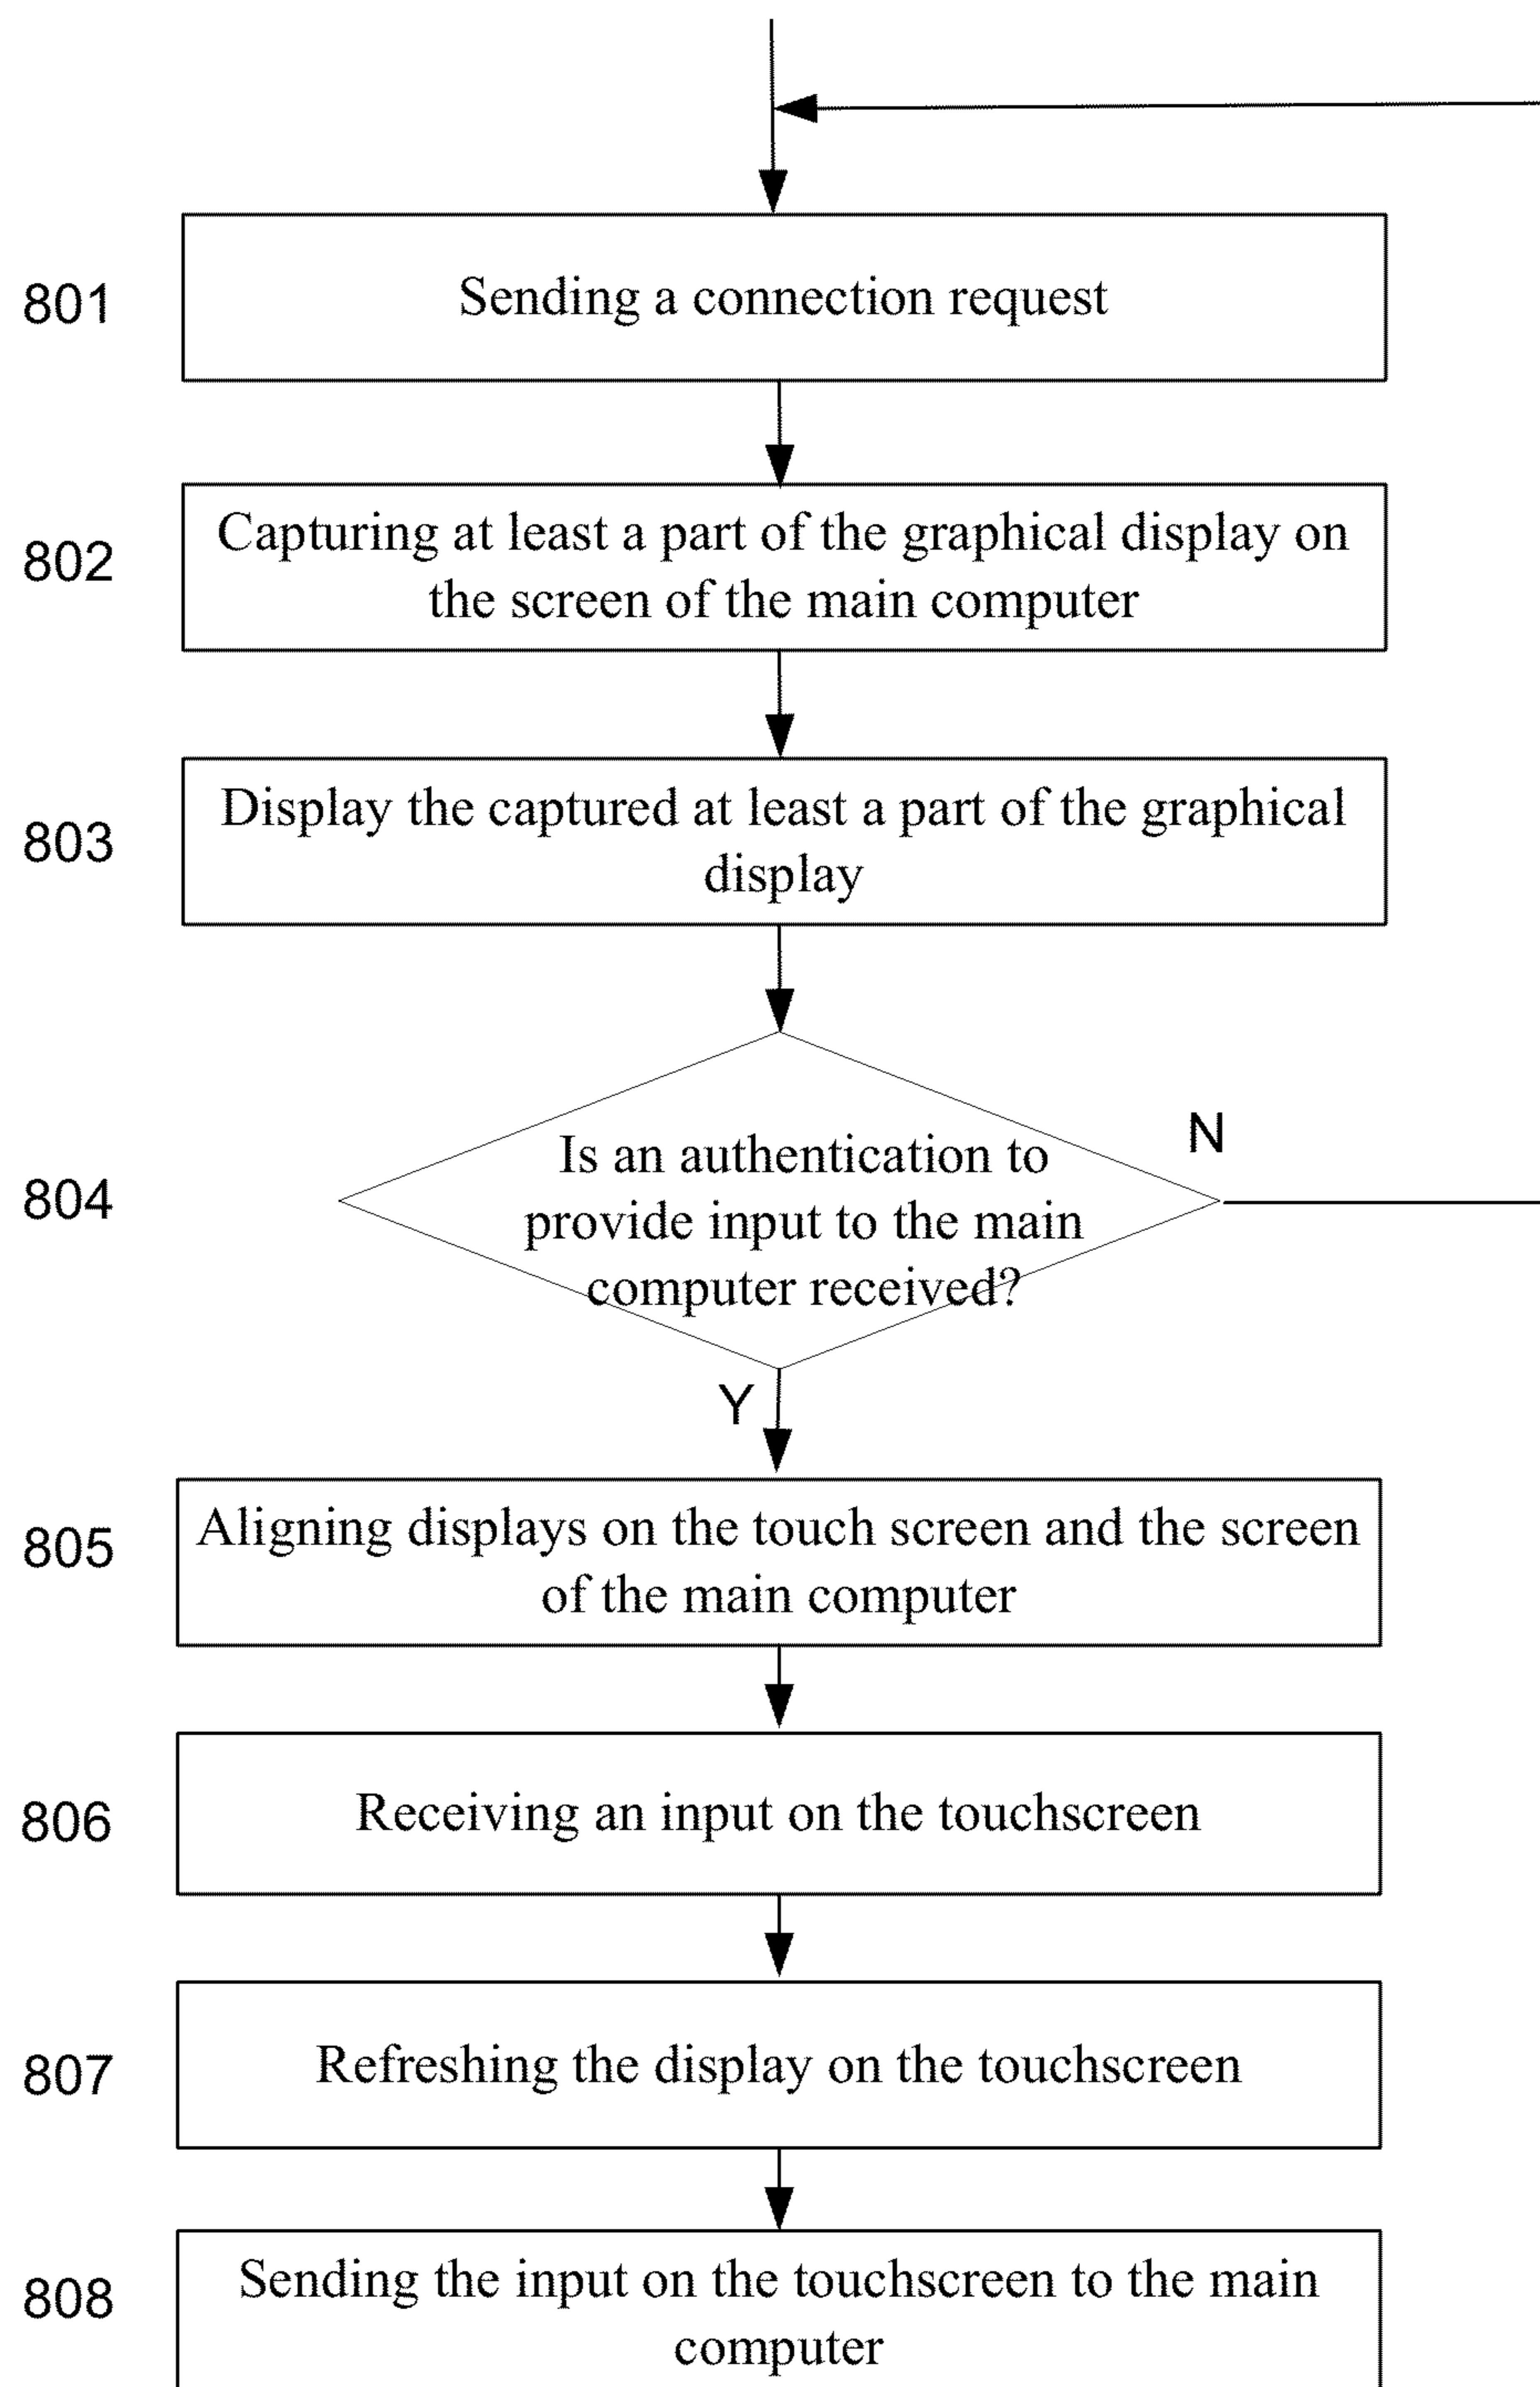 801
Sending a connection request
802
Capturing at least a part of the graphical display on
the screen of the main computer
803
Display the captured at least a part of the graphical
display
804
Is an authentication to
provide input to the main
computer received?
N
Y
805
Aligning displays on the touch screen and the screen
of the main computer
806
Receiving an input on the touchscreen
807
Refreshing the display on the touchscreen
808
Sending the input on the touchscreen to the main
computer